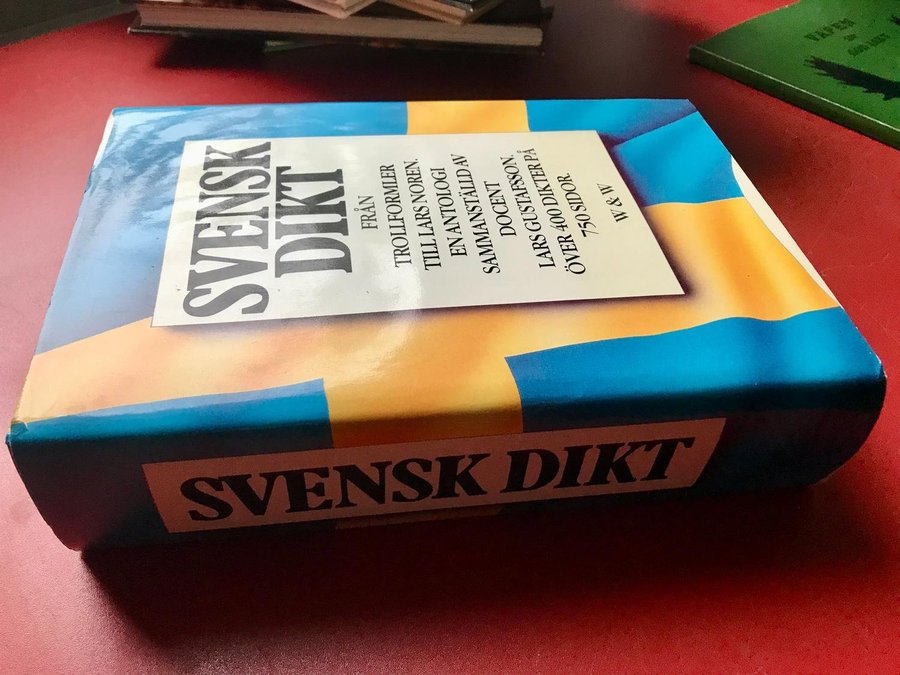 SVENSK
DIKT
FRÅN
TROLLFORMLER
TILL LARS NORÉN.
EN ANTOLOGI
SAMMANSTÄLLD AV
DOCENT
LARS GUSTAFSSON.
ÖVER 400 DIKTER PÅ
750 SIDOR
W & W
SVENSK DIKT
VAPEN